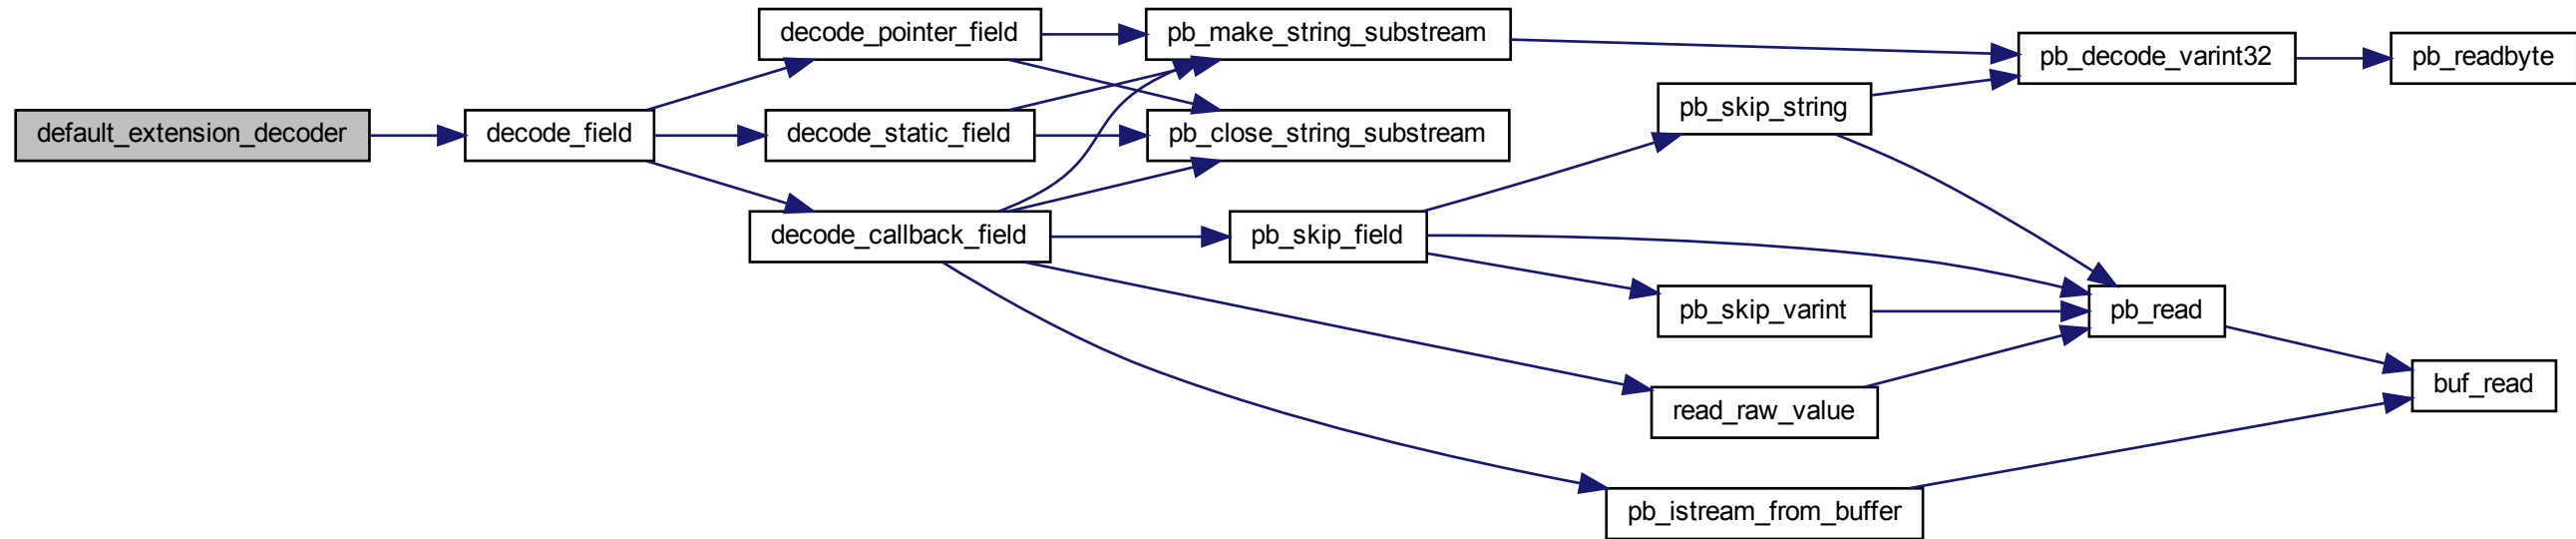 default_extension_decoder
decode_field
decode_pointer_field
decode_static_field
decode_callback_field
pb_make_string_substream
pb_close_string_substream
pb_skip_field
pb_skip_string
pb_skip_varint
read_raw_value
pb_istream_from_buffer
pb_decode_varint32
pb_read
pb_readbyte
buf_read